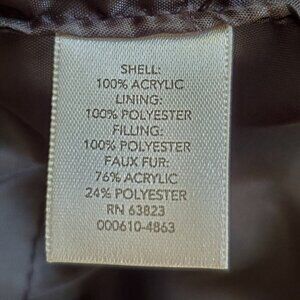 SHELL:
100% ACRYLIC
LINING:
100% POLYESTER
FILLING:
100% POLYESTER
FAUX FUR:
76% ACRYLIC
24% POLYESTER
RN 63823
000610-4863